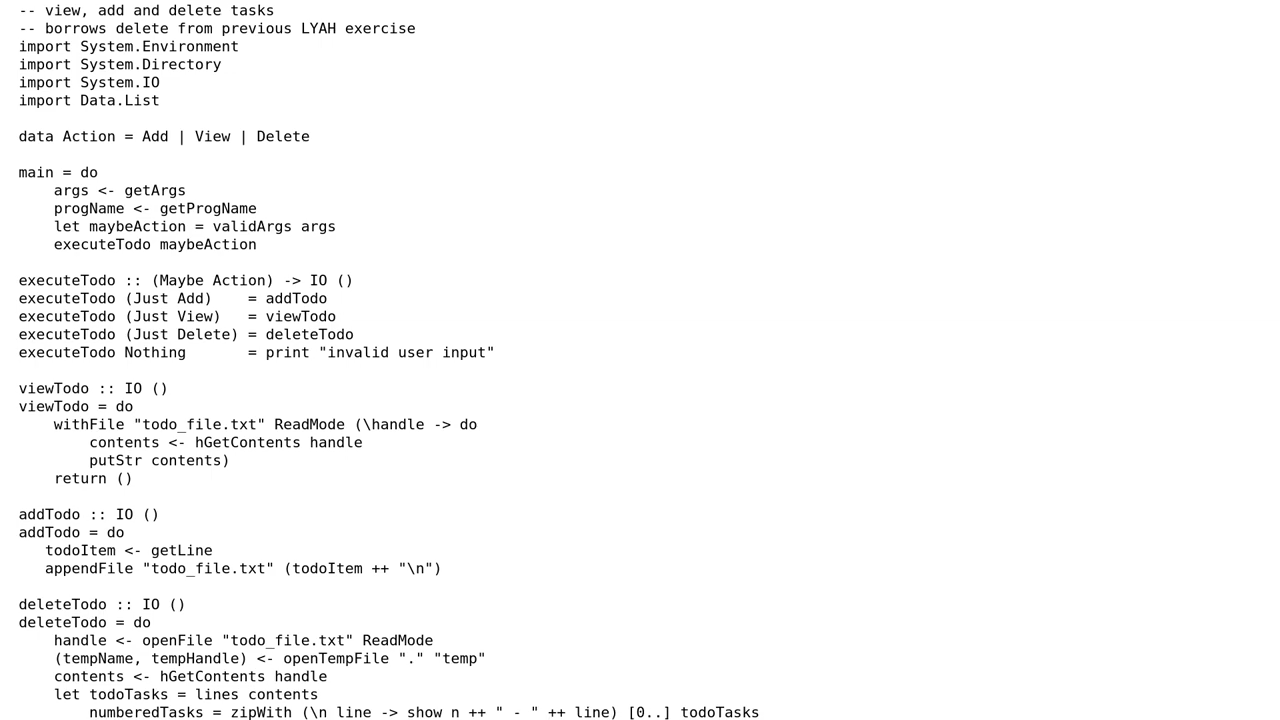 -- view, add and delete tasks
-- borrows delete from previous LYAH exercise
import System.Environment
import System.Directory
import System.IO
import Data.List

data Action = Add | View | Delete

main = do
    args <- getArgs
    progName <- getProgName
    let maybeAction = validArgs args
    executeTodo maybeAction

executeTodo :: (Maybe Action) -> IO ()
executeTodo (Just Add)    = addTodo
executeTodo (Just View)   = viewTodo
executeTodo (Just Delete) = deleteTodo
executeTodo Nothing       = print "invalid user input"

viewTodo :: IO ()
viewTodo = do
    withFile "todo_file.txt" ReadMode (\handle -> do
        contents <- hGetContents handle
        putStr contents)
    return ()

addTodo :: IO ()
addTodo = do
   todoItem <- getLine
   appendFile "todo_file.txt" (todoItem ++ "\n")

deleteTodo :: IO ()
deleteTodo = do
    handle <- openFile "todo_file.txt" ReadMode
    (tempName, tempHandle) <- openTempFile "." "temp"
    contents <- hGetContents handle
    let todoTasks = lines contents
        numberedTasks = zipWith (\n line -> show n ++ " - " ++ line) [0..] todoTasks